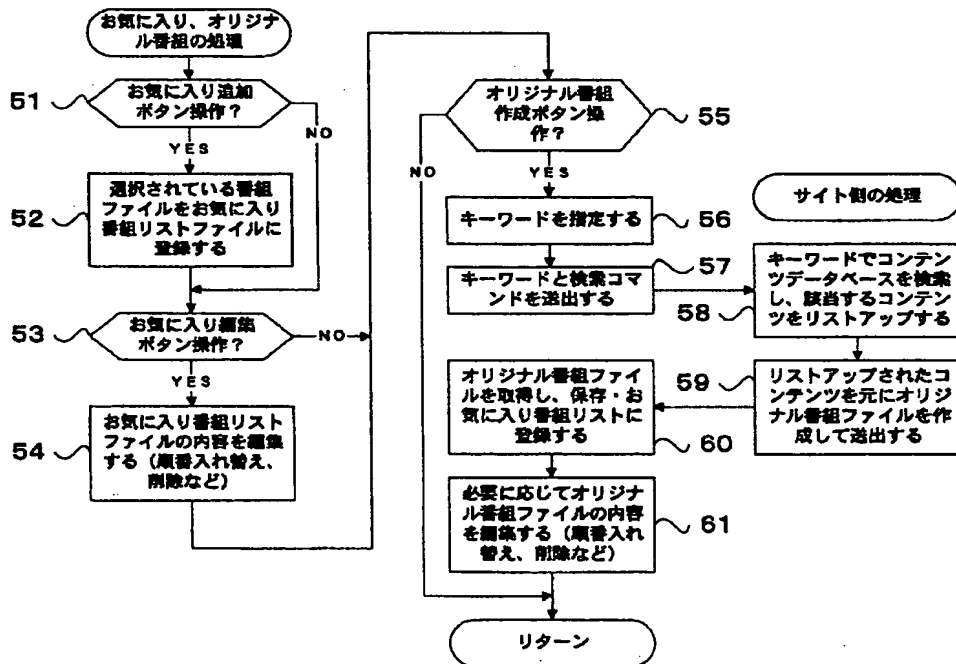 お気に入り、オリジナ
ル番組の処理
51
お気に入り追加
ボタン操作?
NO
YES
52
選択されている番組
ファイルをお気に入り
番組リストファイルに
登録する
53
お気に入り編集
ボタン操作?
NO
YES
54
お気に入り番組リスト
ファイルの内容を編集
する(順番入れ替え、
削除など)
オリジナル番組
作成ボタン操
作?
55
NO
YES
キーワードを指定する
56
キーワードと検索コマ
ンドを送出する
57
サイト側の処理
キーワードでコンテン
ツデータベースを検索
し、該当するコンテン
ツをリストアップする
58
59
リストアップされたコ
ンテンツを元にオリジ
ナル番組ファイルを作
成して送出する
オリジナル番組ファイ
ルを取得し、保存・お
気に入り番組リストに
登録する
60
必要に応じてオリジナ
ル番組ファイルの内容
を編集する(順番入れ
替え、削除など)
61
リターン